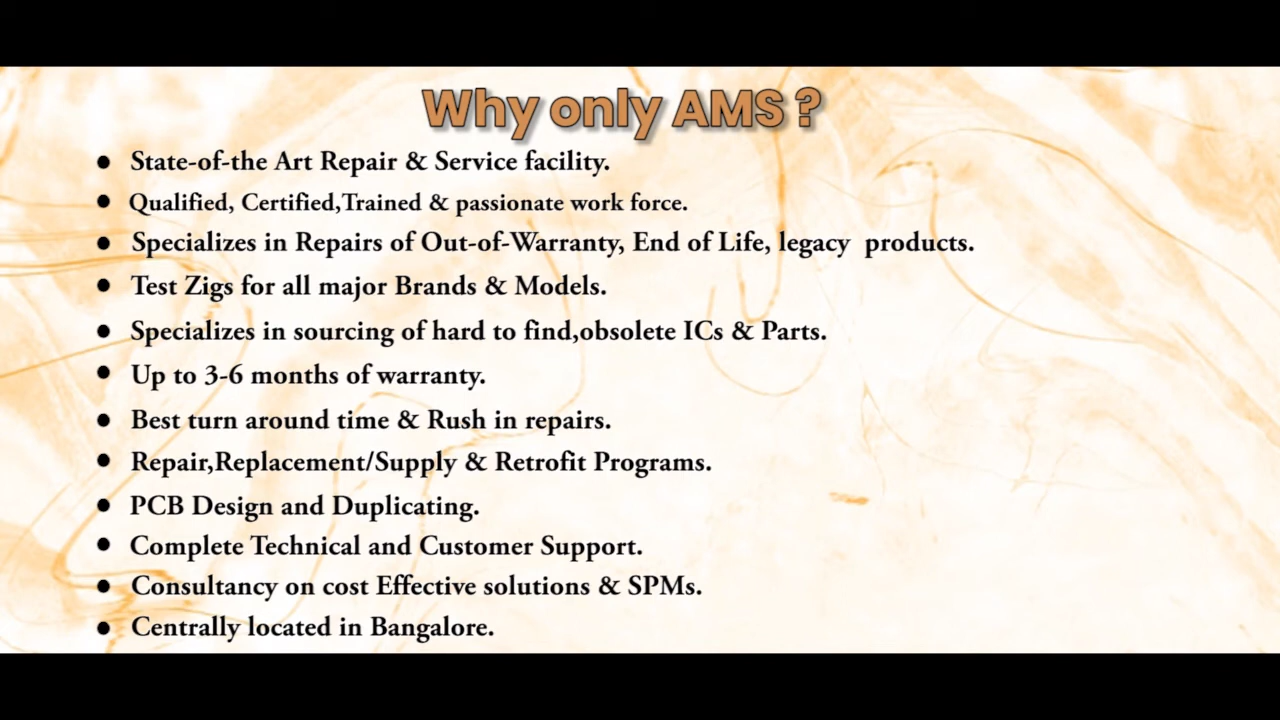 Why only AMS ?
● State-of-the Art Repair & Service facility.
● Qualified, Certified,Trained & passionate work force.
● Specializes in Repairs of Out-of-Warranty, End of Life, legacy  products.
● Test Zigs for all major Brands & Models.
● Specializes in sourcing of hard to find,obsolete ICs & Parts.
● Up to 3-6 months of warranty.
● Best turn around time & Rush in repairs.
● Repair,Replacement/Supply & Retrofit Programs.
● PCB Design and Duplicating.
● Complete Technical and Customer Support.
● Consultancy on cost Effective solutions & SPMs.
● Centrally located in Bangalore.